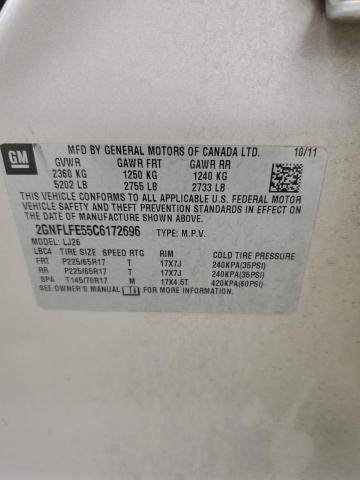 GM
MFD BY GENERAL MOTORS OF CANADA LTD. 10/11
GVWR GAWR FRT GAWR RR
2360 KG 1250 KG 1240 KG
5202 LB 2755 LB 2733 LB
THIS VEHICLE CONFORMS TO ALL APPLICABLE U.S. FEDERAL MOTOR
VEHICLE SAFETY AND THEFT PREVENTION STANDARDS IN EFFECT ON
THE DATE OF MANUFACTURE SHOWN ABOVE.
2GNFLFE55C6172696 TYPE: M.P.V.
MODEL: LJ26
LBC4 TIRE SIZE SPEED RTG RIM COLD TIRE PRESSURE
FRT P225/65R17 T 17X7J 240KPA(35PSI)
RR P225/65R17 T 17X7J 240KPA(35PSI)
SPA T145/70R17 M 17X4.5T 420KPA(60PSI)
SEE OWNER'S MANUAL FOR ADDITIONAL INFORMATION.